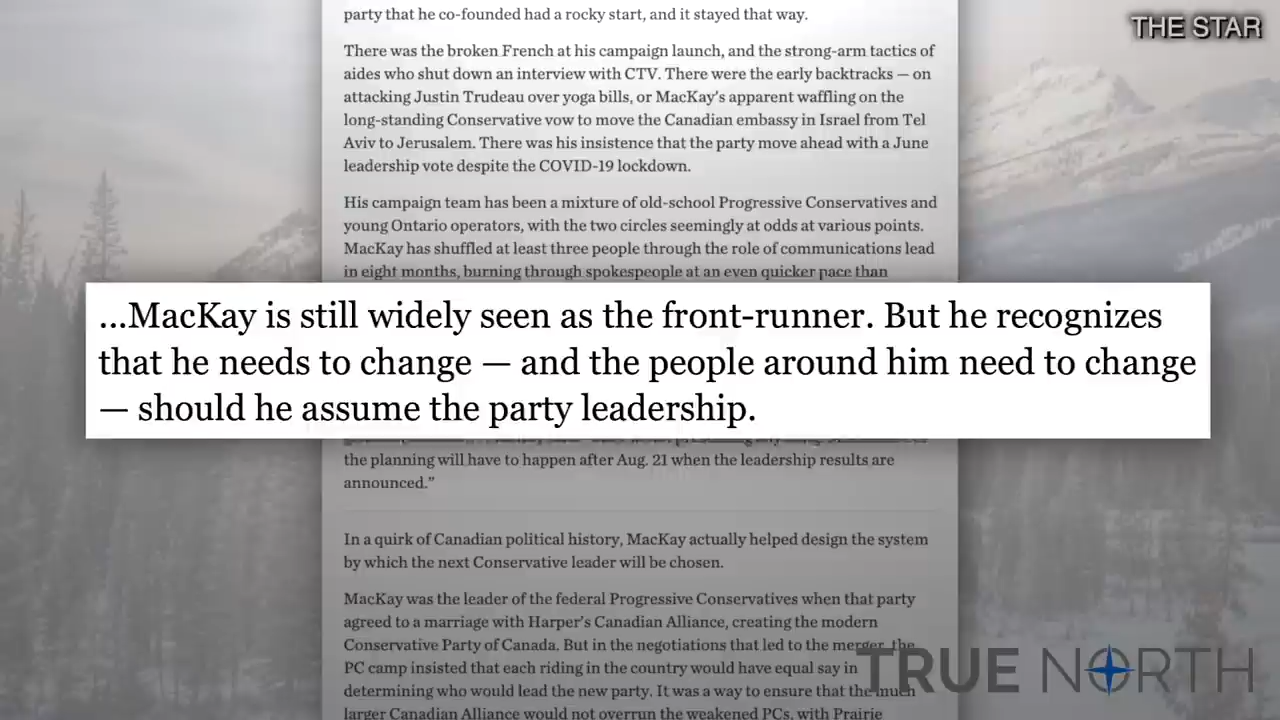 THE STAR
party that he co-founded had a rocky start, and it stayed that way.
There was the broken French at his campaign launch, and the strong-arm tactics of
aides who shut down an interview with CTV. There were the early backtracks — on
attacking Justin Trudeau over yoga bills, or MacKay's apparent waffling on the
long-standing Conservative vow to move the Canadian embassy in Israel from Tel
Aviv to Jerusalem. There was his insistence that the party move ahead with a June
leadership vote despite the COVID-19 lockdown.
His campaign team has been a mixture of old-school Progressive Conservatives and
young Ontario operators, with the two circles seemingly at odds at various points.
MacKay has shuffled at least three people through the role of communications lead
in eight months, burning through spokespeople at an even quicker pace than
...MacKay is still widely seen as the front-runner. But he recognizes
that he needs to change — and the people around him need to change
— should he assume the party leadership.
the planning will have to happen after Aug. 21 when the leadership results are
announced.”
In a quirk of Canadian political history, MacKay actually helped design the system
by which the next Conservative leader will be chosen.
MacKay was the leader of the federal Progressive Conservatives when that party
agreed to a marriage with Harper's Canadian Alliance, creating the modern
Conservative Party of Canada. But in the negotiations that led to the merger, the
PC camp insisted that each riding in the country would have equal say in
determining who would lead the new party. It was a way to ensure that the much
larger Canadian Alliance would not overrun the weakened PCs, with Prairie
TRUE NORTH